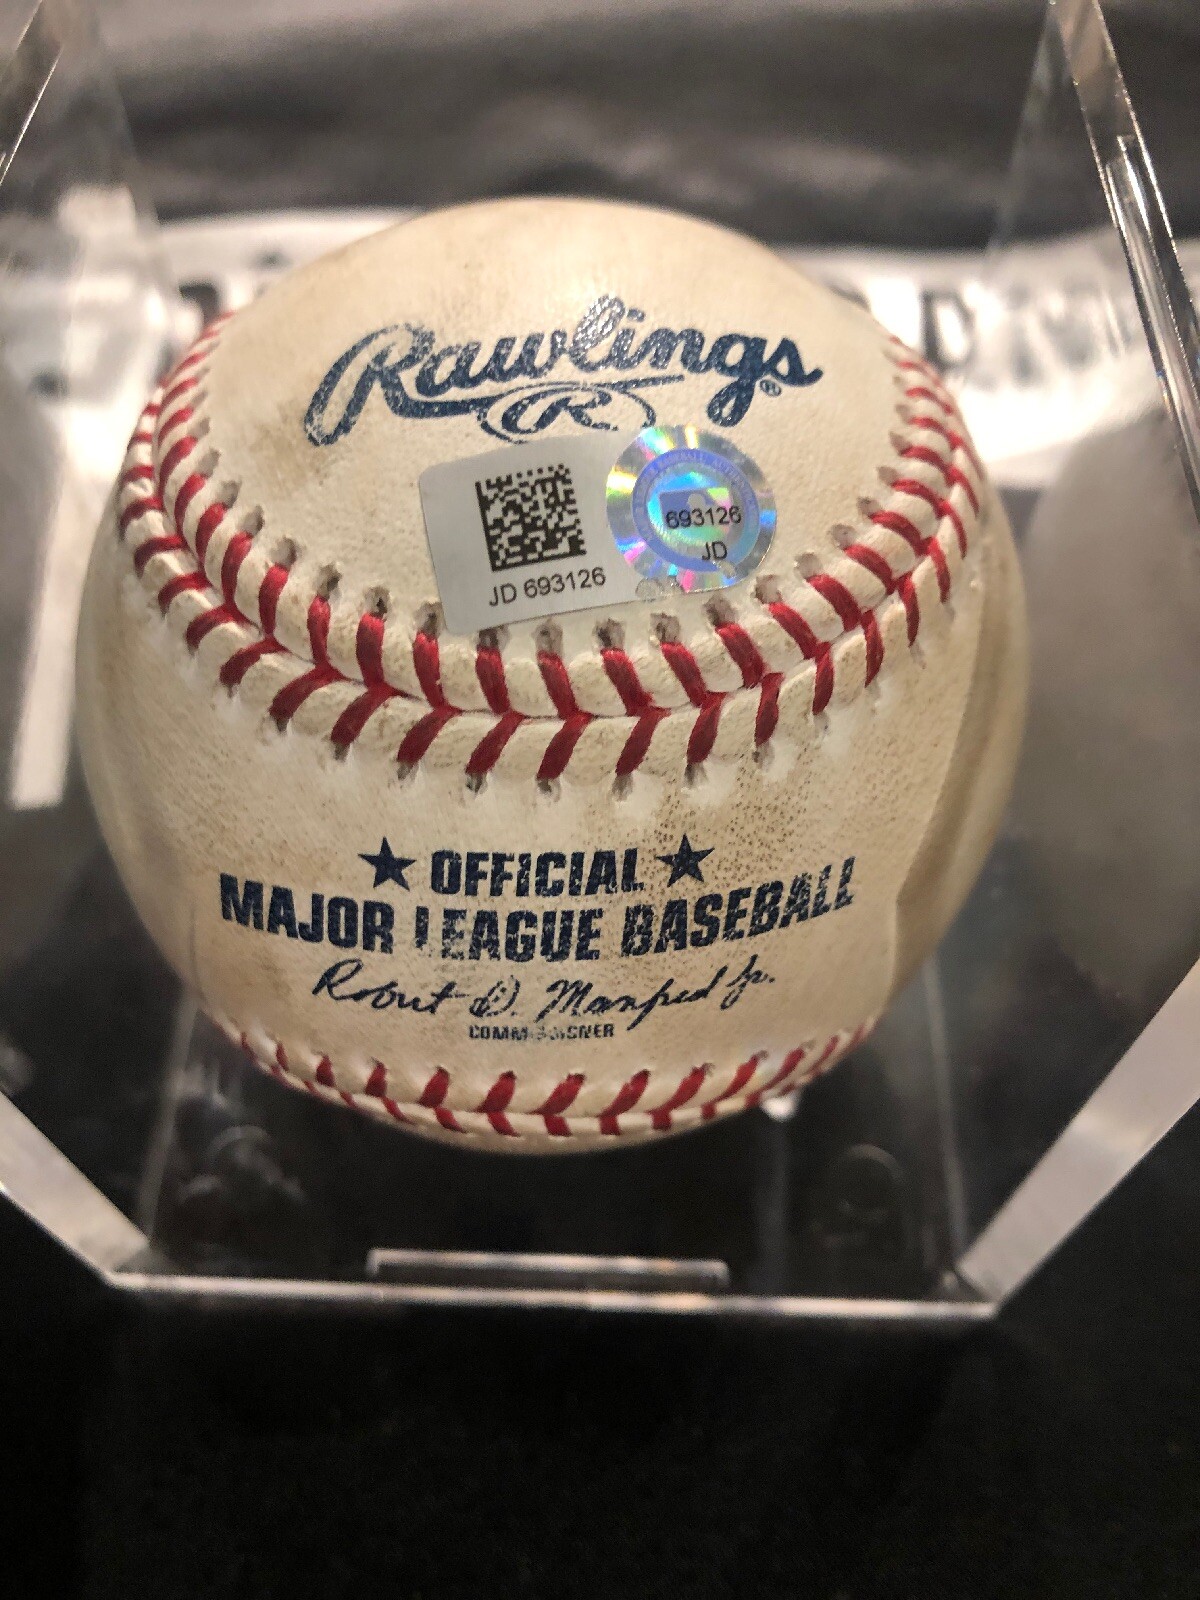 Rawlings®
R
693126
JD
JD 693126
★ OFFICIAL ★
MAJOR LEAGUE BASEBALL
Robert D. Manfred Jr.
COMMISSIONER